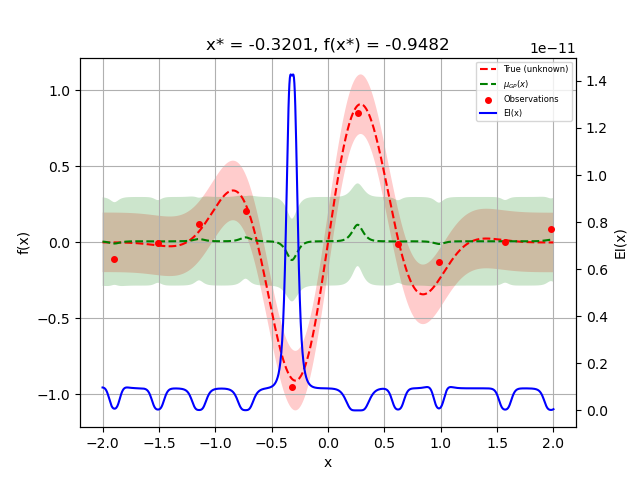 x* = -0.3201, f(x*) = -0.9482
1e−11
True (unknown)
μGP(x)
Observations
EI(x)
1.0
0.5
0.0
−0.5
−1.0
f(x)
1.4
1.2
1.0
0.8
0.6
0.4
0.2
0.0
EI(x)
−2.0 −1.5 −1.0 −0.5 0.0 0.5 1.0 1.5 2.0
x